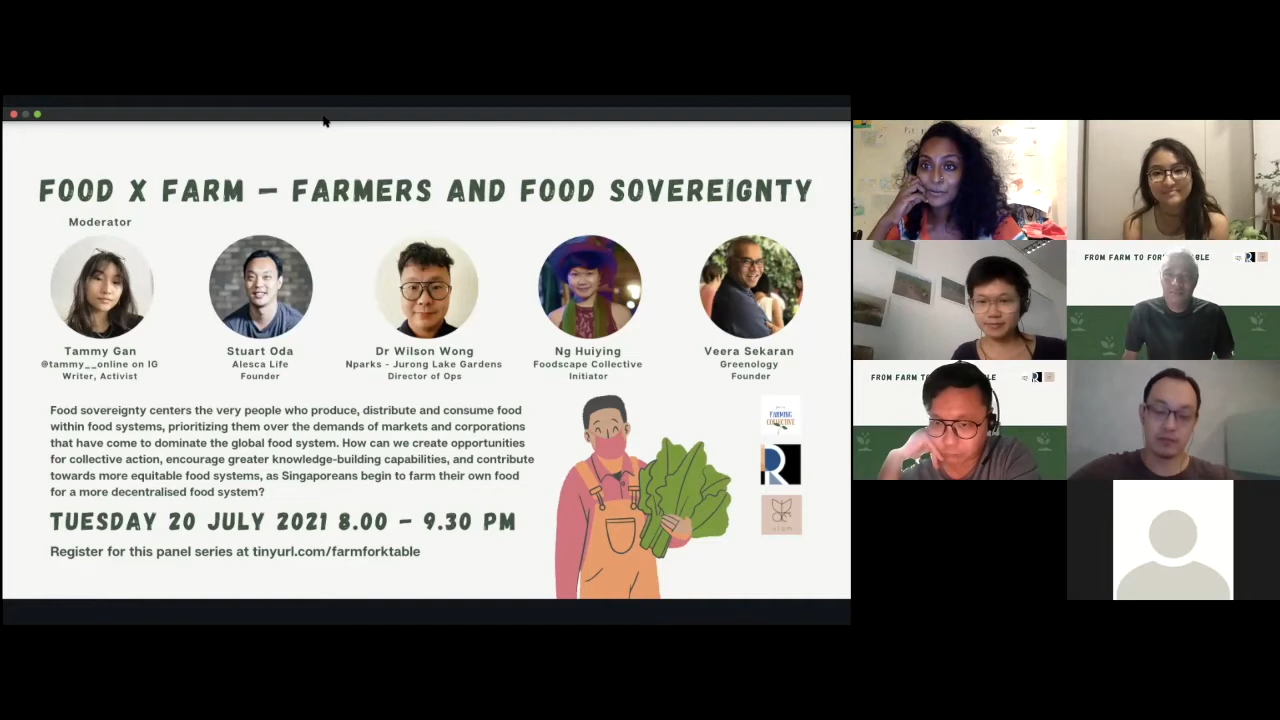 FOOD X FARM – FARMERS AND FOOD SOVEREIGNTY
Moderator
Tammy Gan
@tammy__online on IG
Writer, Activist
Stuart Oda
Alesca Life
Founder
Dr Wilson Wong
Nparks - Jurong Lake Gardens
Director of Ops
Ng Huiying
Foodscape Collective
Initiator
Veera Sekaran
Greenology
Founder
Food sovereignty centers the very people who produce, distribute and consume food
within food systems, prioritizing them over the demands of markets and corporations
that have come to dominate the global food system. How can we create opportunities
for collective action, encourage greater knowledge-building capabilities, and contribute
towards more equitable food systems, as Singaporeans begin to farm their own food
for a more decentralised food system?
TUESDAY 20 JULY 2021 8.00 – 9.30 PM
Register for this panel series at tinyurl.com/farmforktable
FARMING
COLLECTIVE
R
FROM FARM TO FOR
ABLE
FROM FARM TO
LE